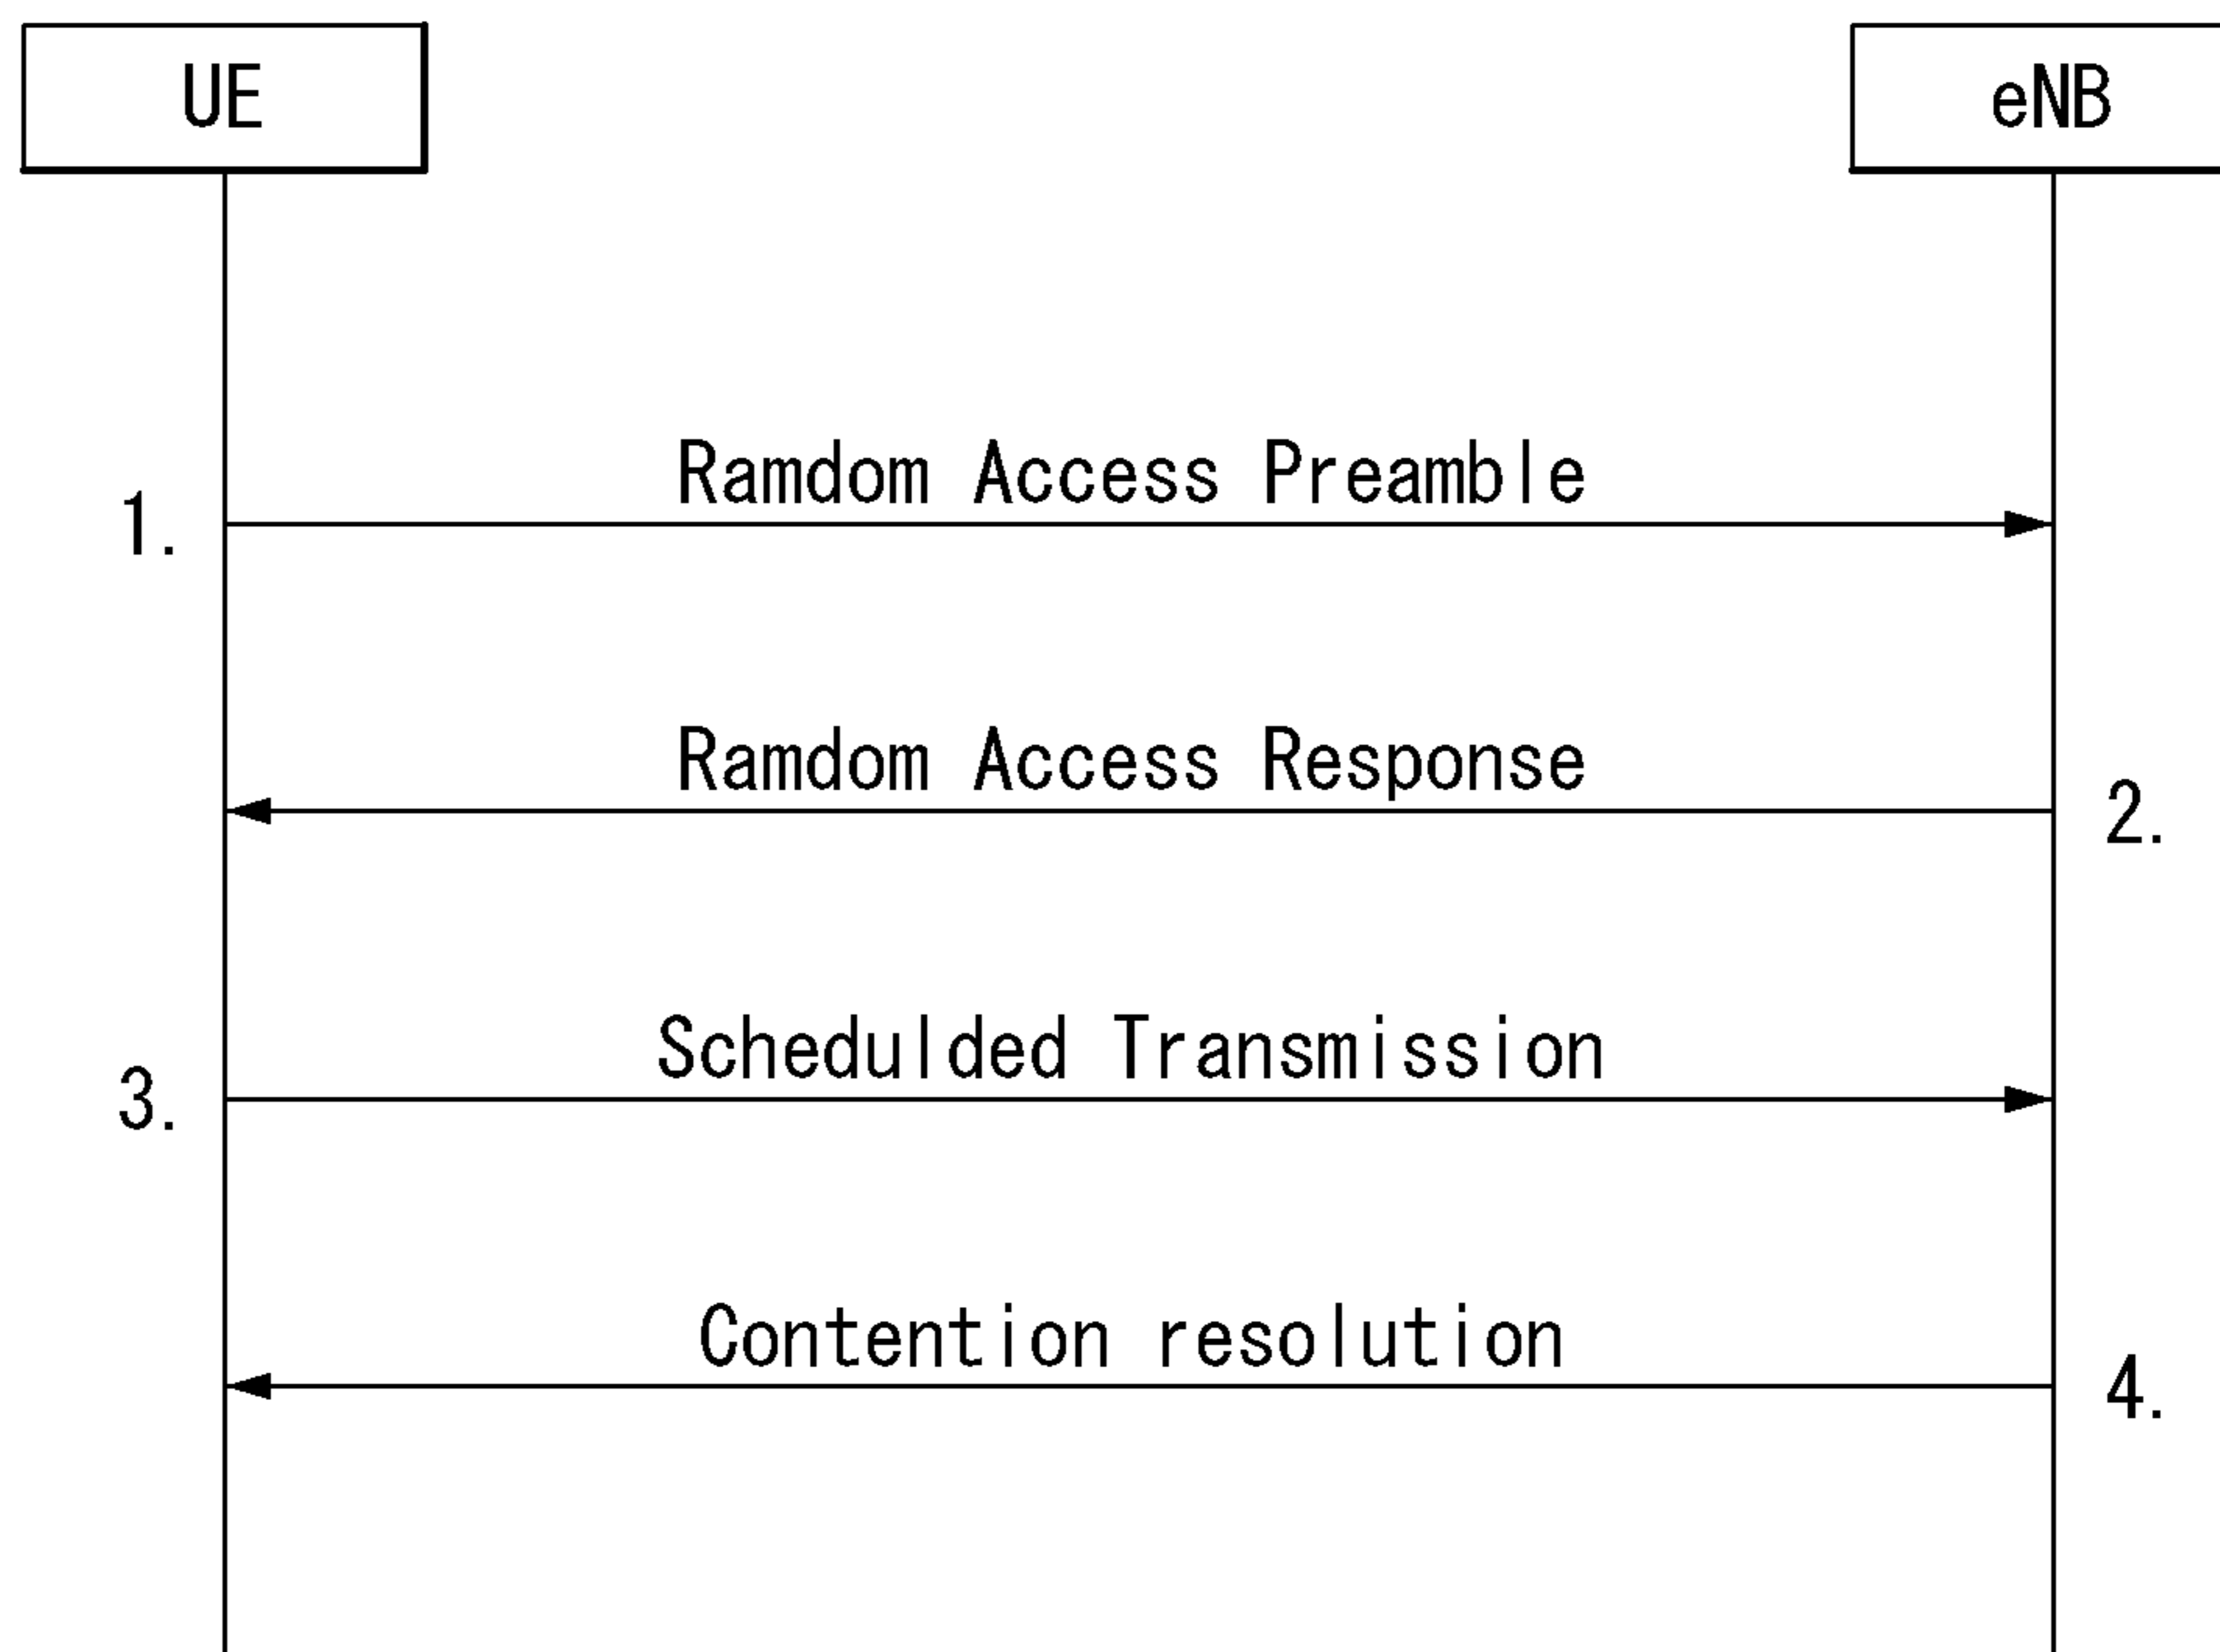 UE
eNB
Ramdom Access Preamble
1.
Ramdom Access Response
2.
Schedulded Transmission
3.
Contention resolution
4.